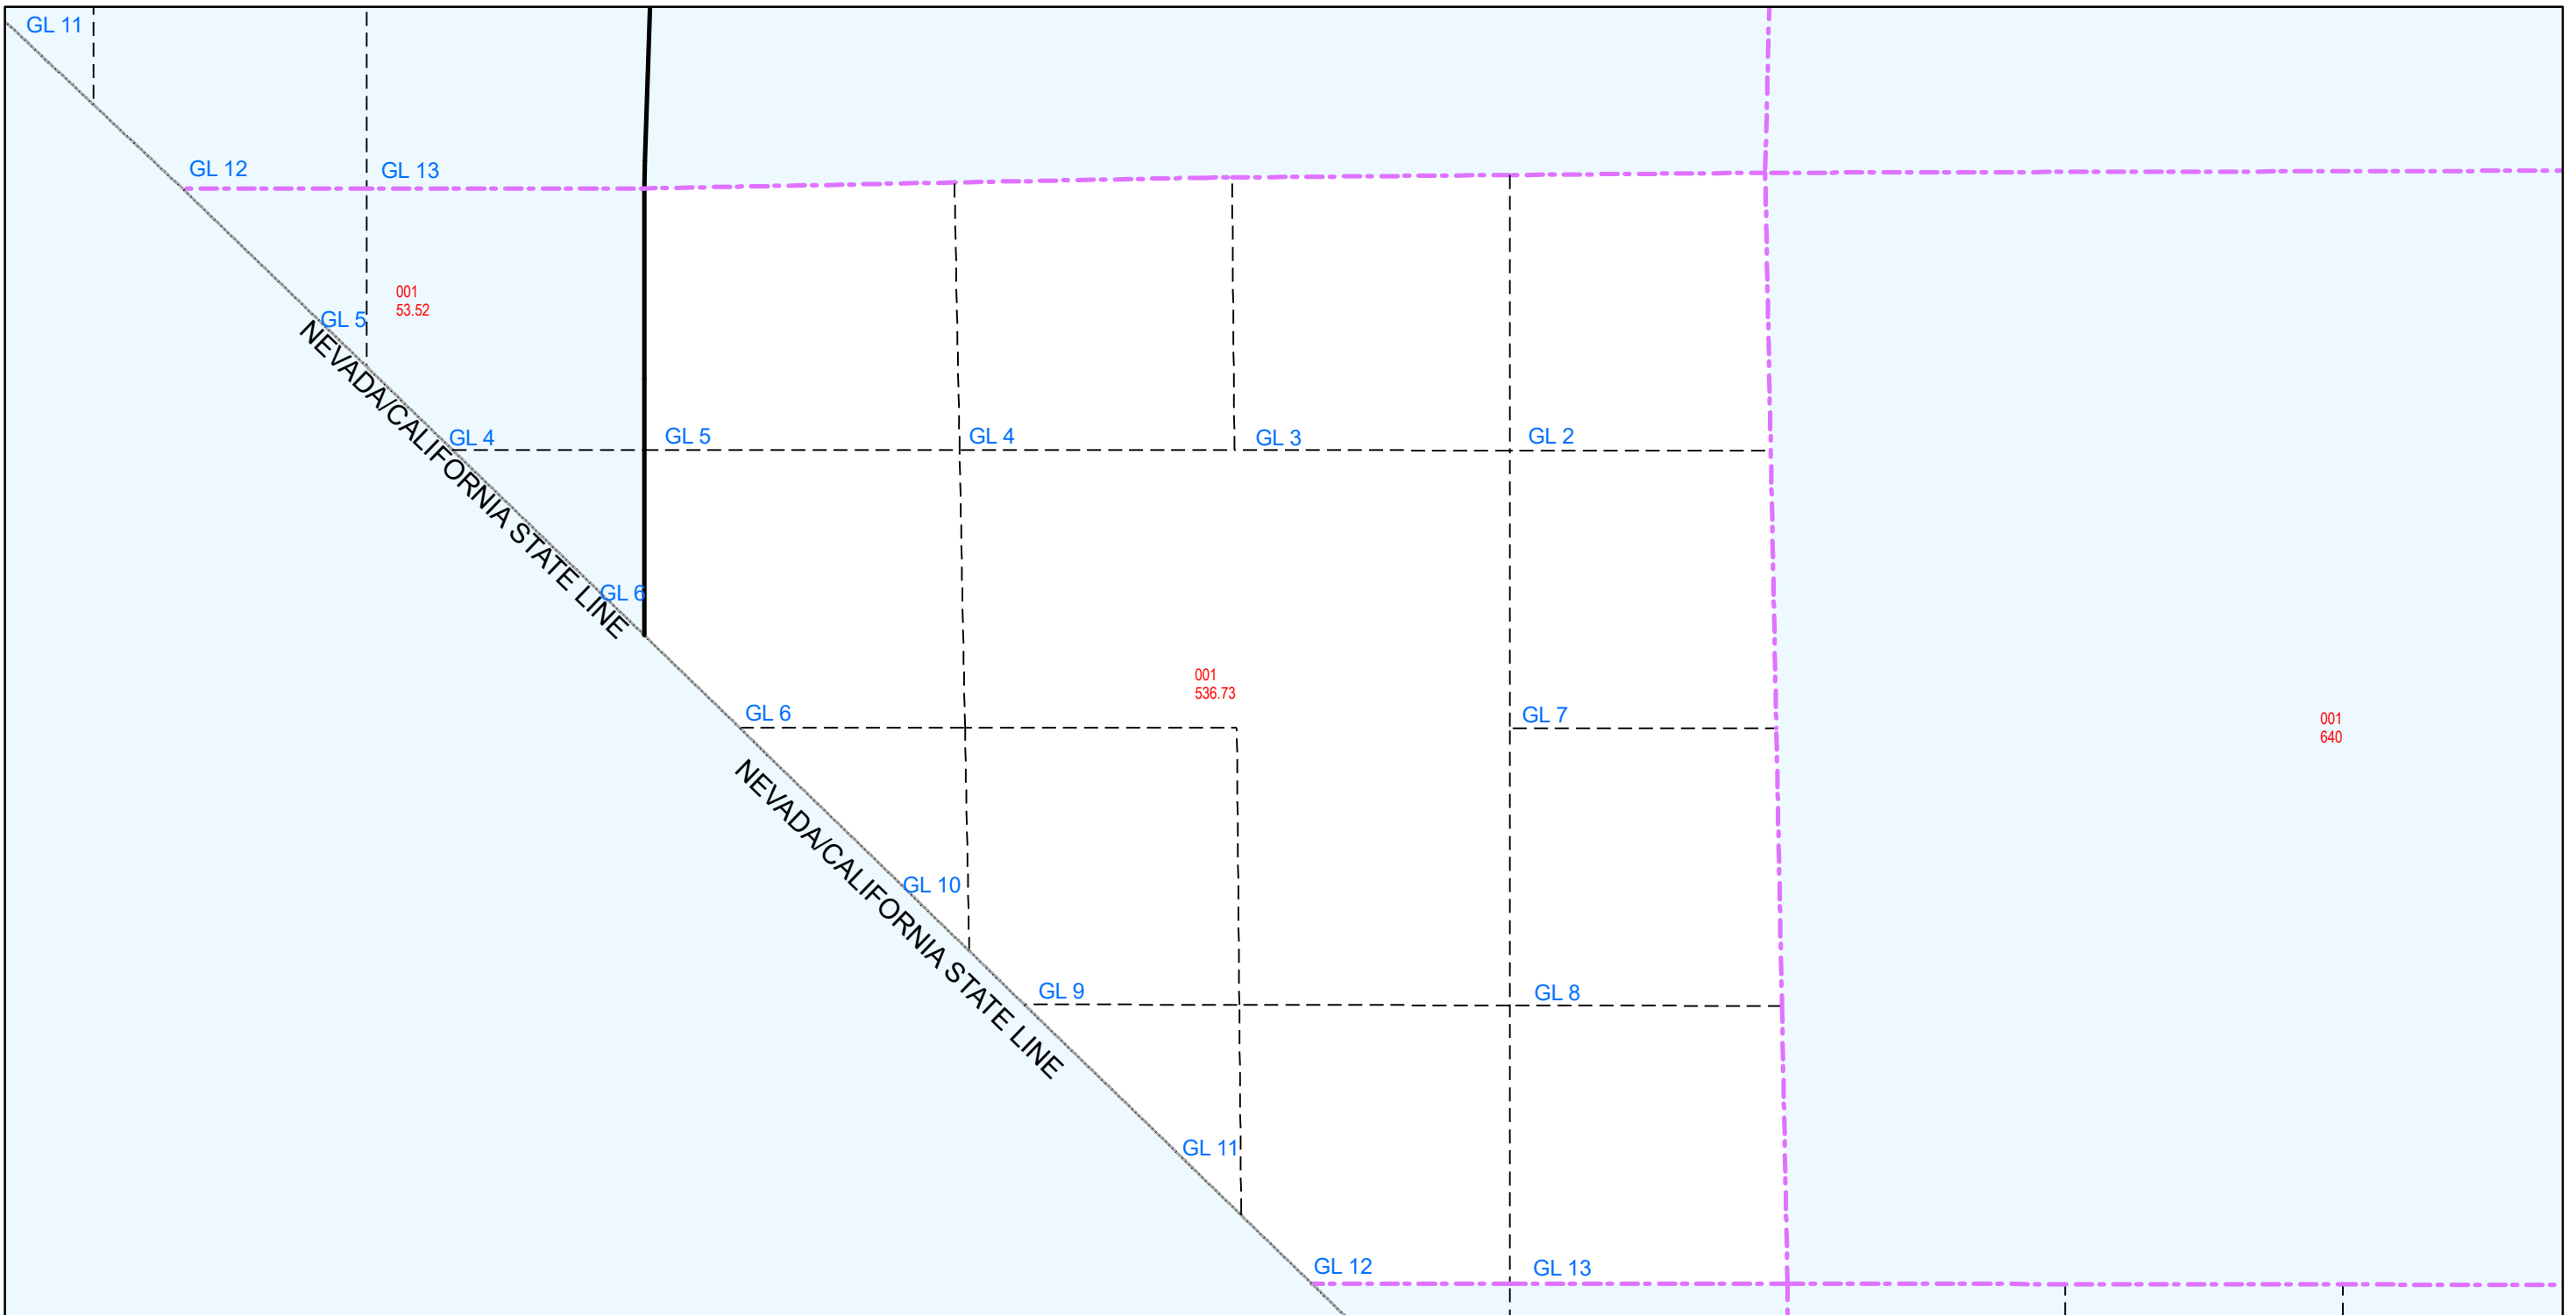 GL 11
GL 12
GL 13
001
53.52
GL 5
NEVADA/CALIFORNIA STATE LINE
GL 4
GL 5
GL 4
GL 3
GL 2
GL 6
001
536.73
GL 6
GL 7
001
640
NEVADA/CALIFORNIA STATE LINE
GL 10
GL 9
GL 8
GL 11
GL 12
GL 13